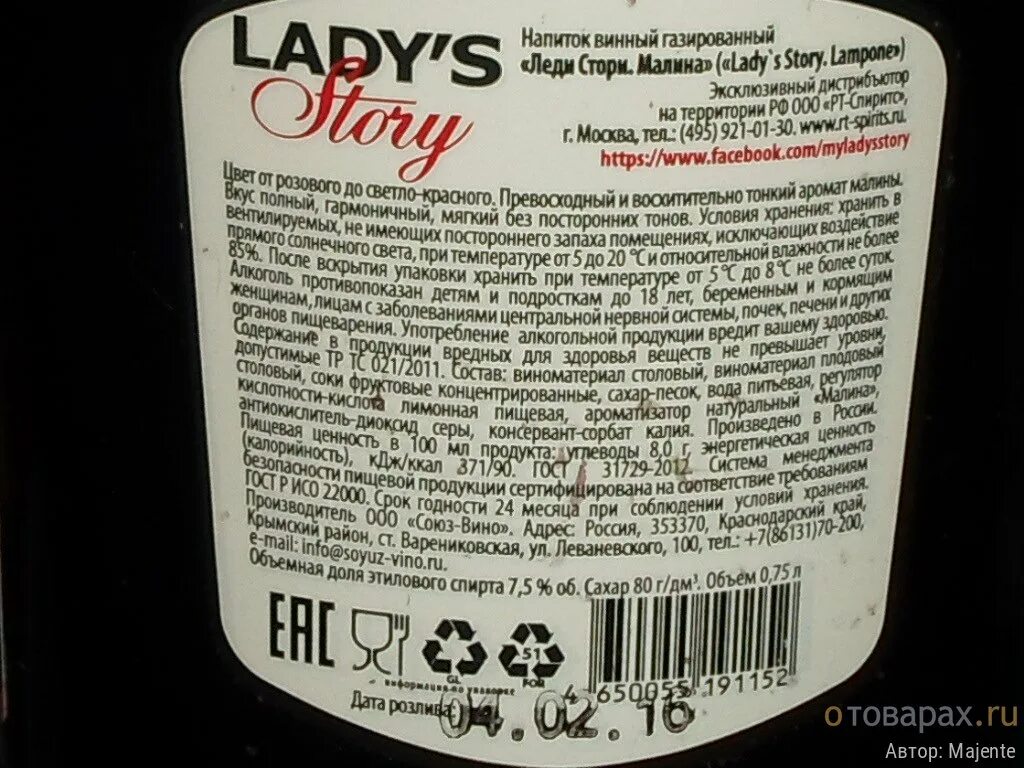 LADY'S
Story
Напиток винный газированный
«Леди Стори. Малина» («Lady`s Story. Lampone»)
Эксклюзивный дистрибьютор
на территории РФ ООО «РТ-Спиритс»,
г. Москва, тел.: (495) 921-01-30. www.rt-spirits.ru.
https://www.facebook.com/myladysstory
Цвет от розового до светло-красного. Превосходный и восхитительно тонкий аромат малины.
Вкус полный, гармоничный, мягкий без посторонних тонов. Условия хранения: хранить в
вентилируемых, не имеющих постороннего запаха помещениях, исключающих воздействие
прямого солнечного света, при температуре от 5 до 20 °С и относительной влажности не более
85%. После вскрытия упаковки хранить при температуре от 5°С до 8°С не более суток.
Алкоголь противопоказан детям и подросткам до 18 лет, беременным и кормящим
женщинам, лицам с заболеваниями центральной нервной системы, почек, печени и других
органов пищеварения. Употребление алкогольной продукции вредит вашему здоровью.
Содержание в продукции вредных для здоровья веществ не превышает уровни,
допустимые ТР ТС 021/2011. Состав: виноматериал столовый, виноматериал плодовый
столовый, соки фруктовые концентрированные, сахар-песок, вода питьевая, регулятор
кислотности-кислота лимонная пищевая, ароматизатор натуральный «Малина»,
антиокислитель-диоксид серы, консервант-сорбат калия. Произведено в России.
Пищевая ценность в 100 мл продукта: углеводы 8,0 г, энергетическая ценность
(калорийность), кДж/ккал 371/90. ГОСТ Р 31729-2012 Система менеджмента
безопасности пищевой продукции сертифицирована на соответствие требованиям
ГОСТ Р ИСО 22000. Срок годности 24 месяца при соблюдении условий хранения.
Производитель ООО «Союз-Вино». Адрес: Россия, 353370, Краснодарский край,
Крымский район, ст. Варениковская, ул. Леваневского, 100, тел.: +7(86131)70-200,
e-mail: info@soyuz-vino.ru.
Объемная доля этилового спирта 7,5 % об. Сахар 80 г/дм³. Объем 0,75 л
ЕАС
GL
51
FOR
информация по упаковке
4 650055 191152
Дата розлива
04.02.16
отоварах.ru
Автор: Majente